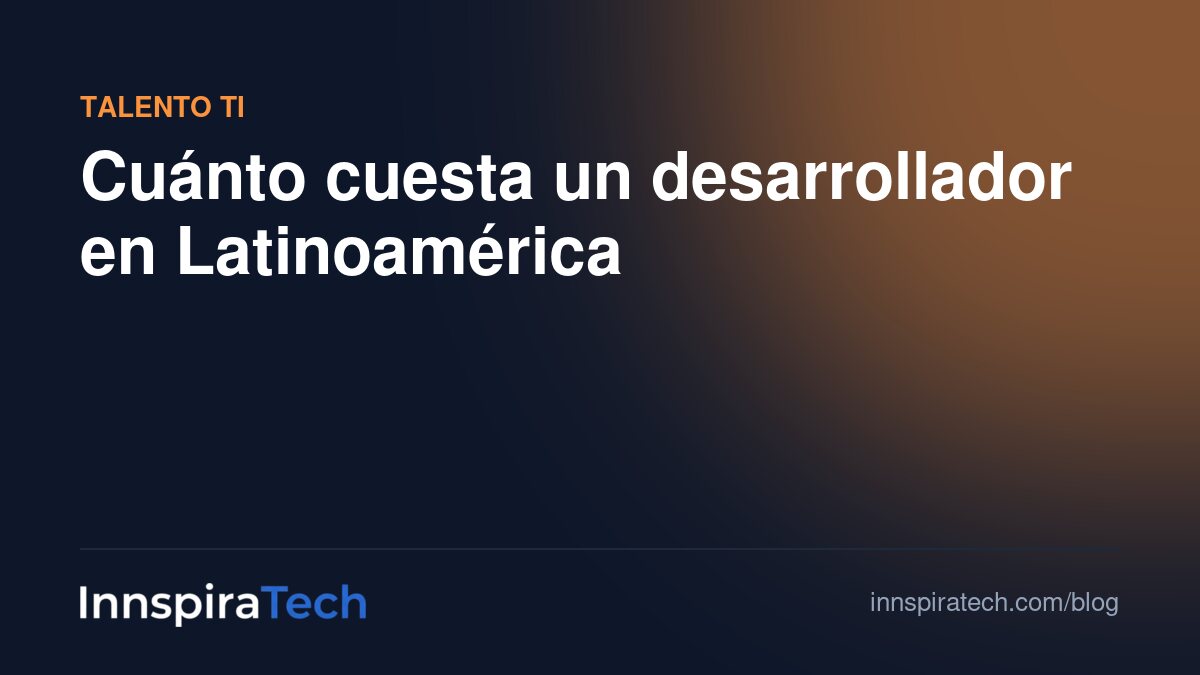 TALENTO TI
Cuánto cuesta un desarrollador
en Latinoamérica
InnspiraTech
innspiratech.com/blog